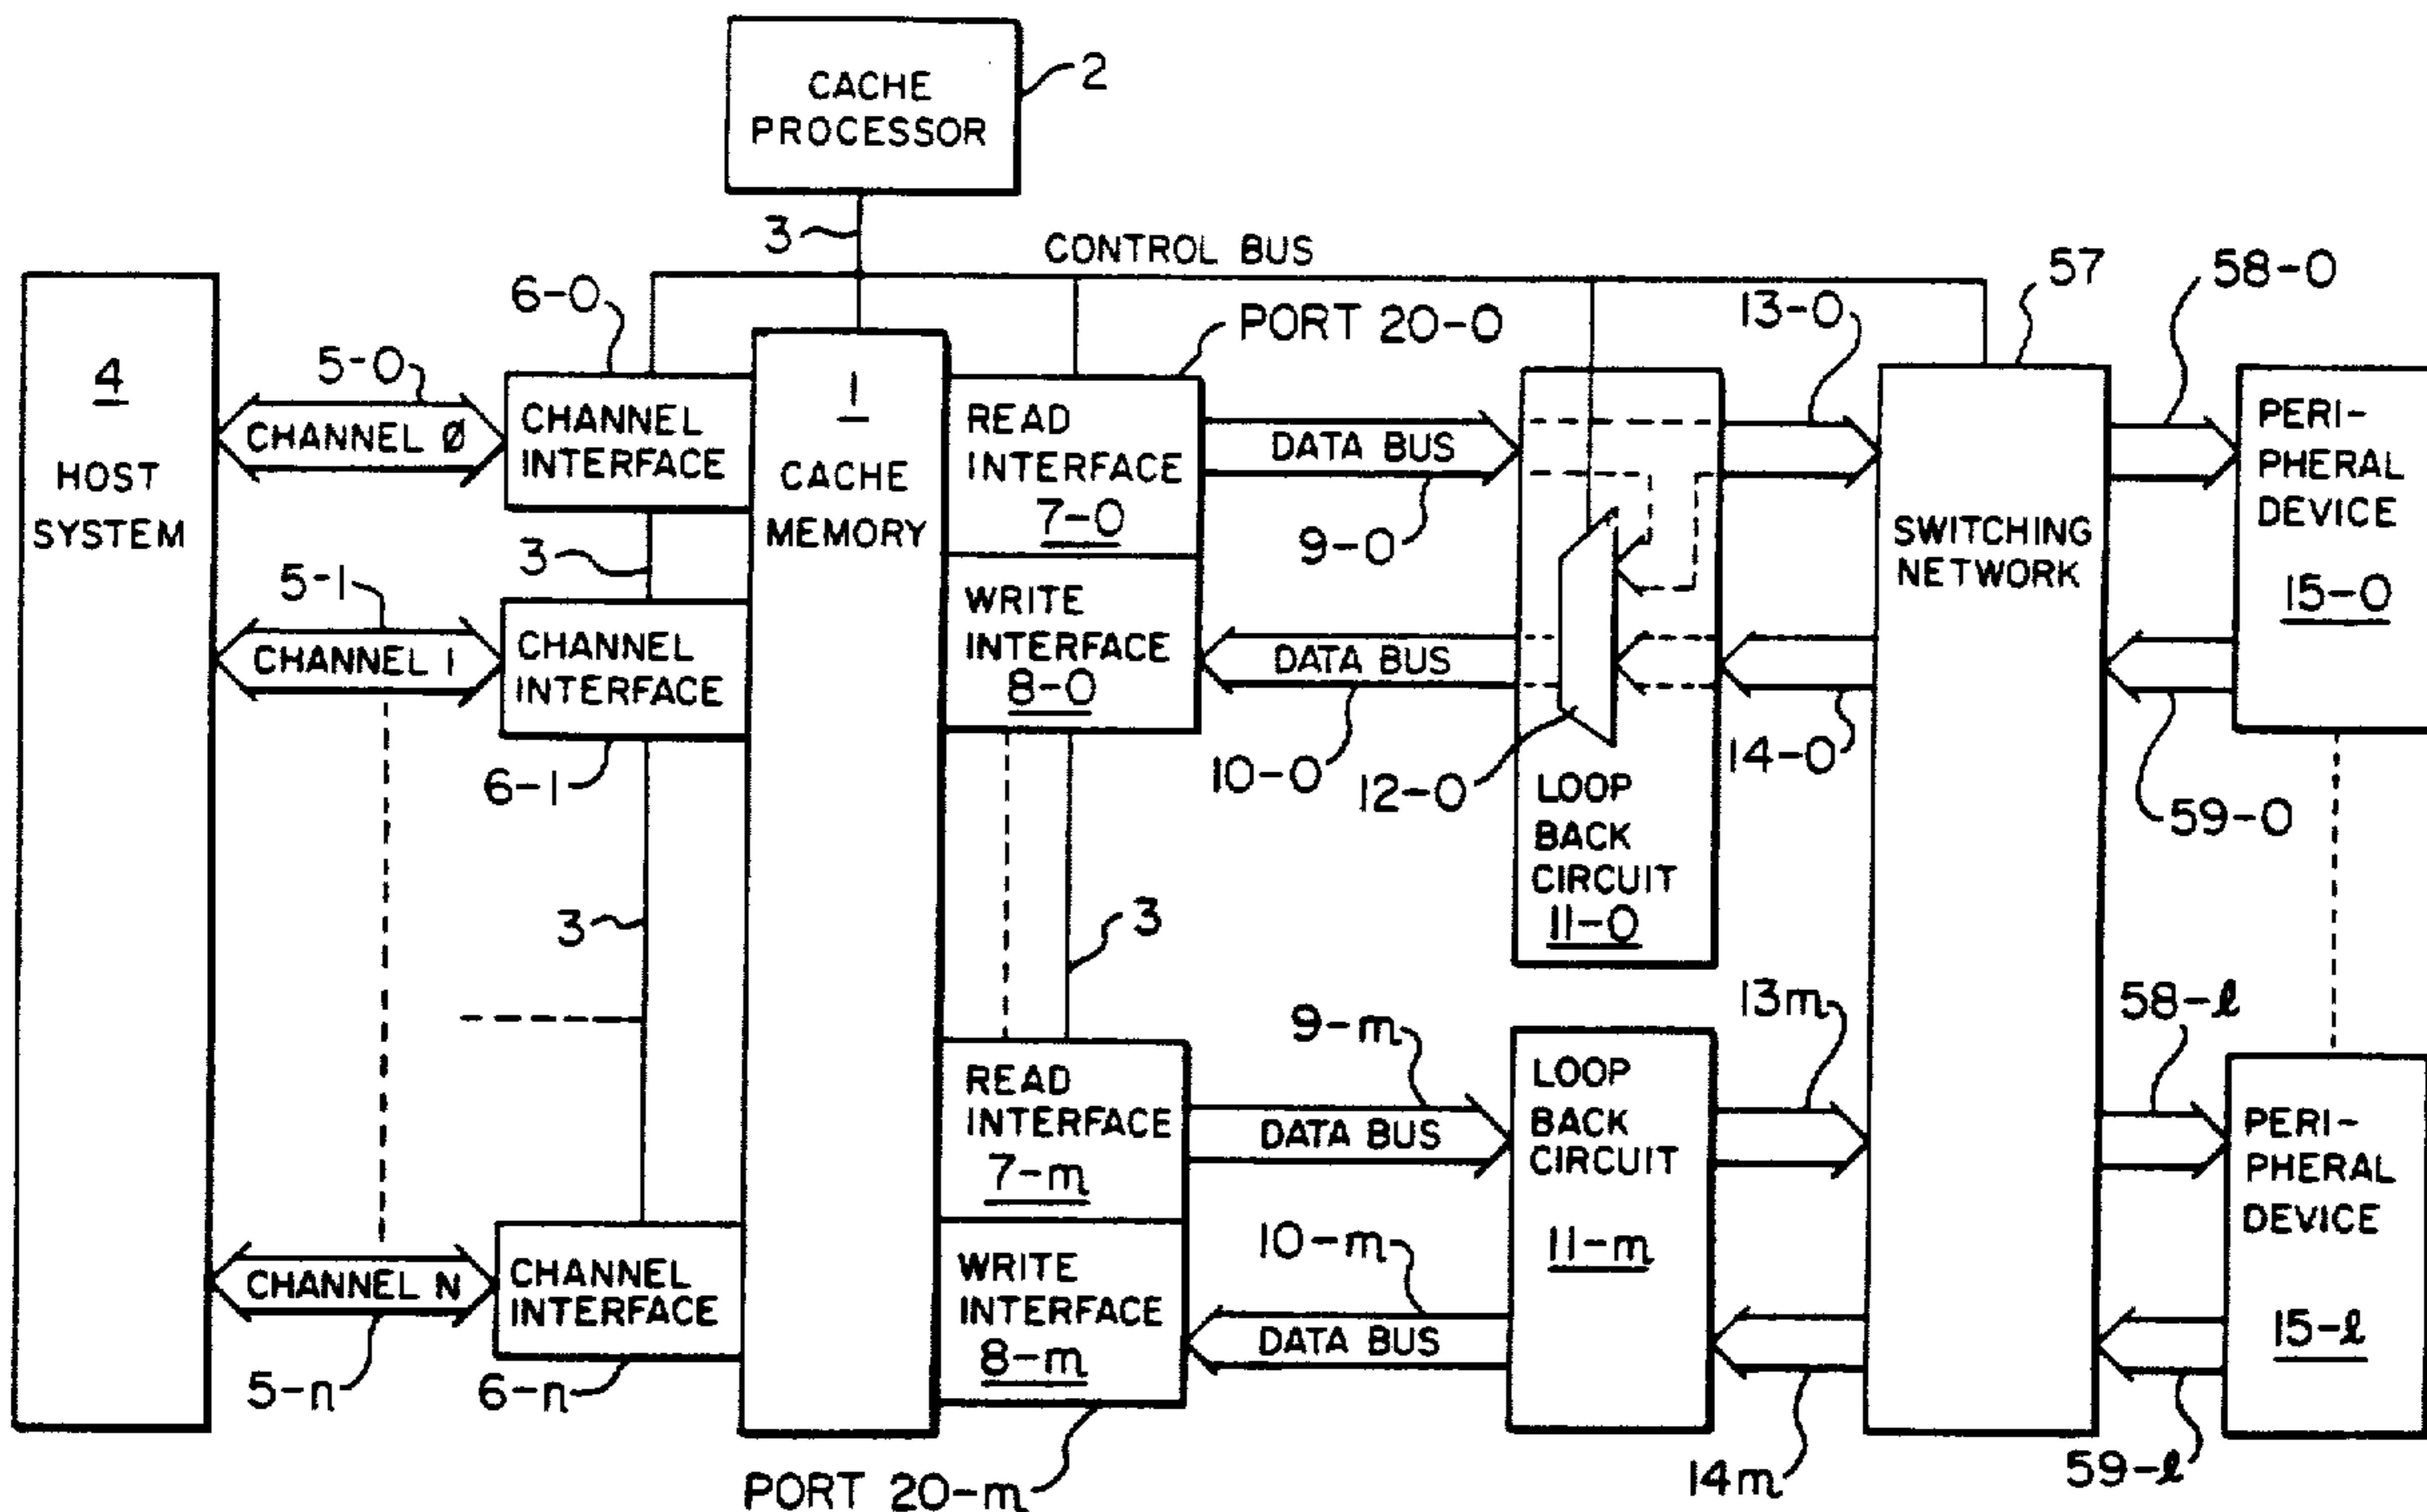 CACHE
PROCESSOR
2
3
CONTROL BUS
4
HOST
SYSTEM
5-0
CHANNEL Ø
6-0
CHANNEL
INTERFACE
3
5-1
CHANNEL 1
CHANNEL
INTERFACE
6-1
3
CHANNEL N
5-n
CHANNEL
INTERFACE
6-n
1
CACHE
MEMORY
PORT 20-0
READ
INTERFACE
7-0
WRITE
INTERFACE
8-0
3
READ
INTERFACE
7-m
WRITE
INTERFACE
8-m
PORT 20-m
DATA BUS
9-0
DATA BUS
10-0
12-0
LOOP
BACK
CIRCUIT
11-0
9-m
DATA BUS
10-m
DATA BUS
LOOP
BACK
CIRCUIT
11-m
13-0
14-0
13m
14m
57
SWITCHING
NETWORK
58-0
59-0
58-ℓ
59-ℓ
PERI-
PHERAL
DEVICE
15-0
PERI-
PHERAL
DEVICE
15-ℓ